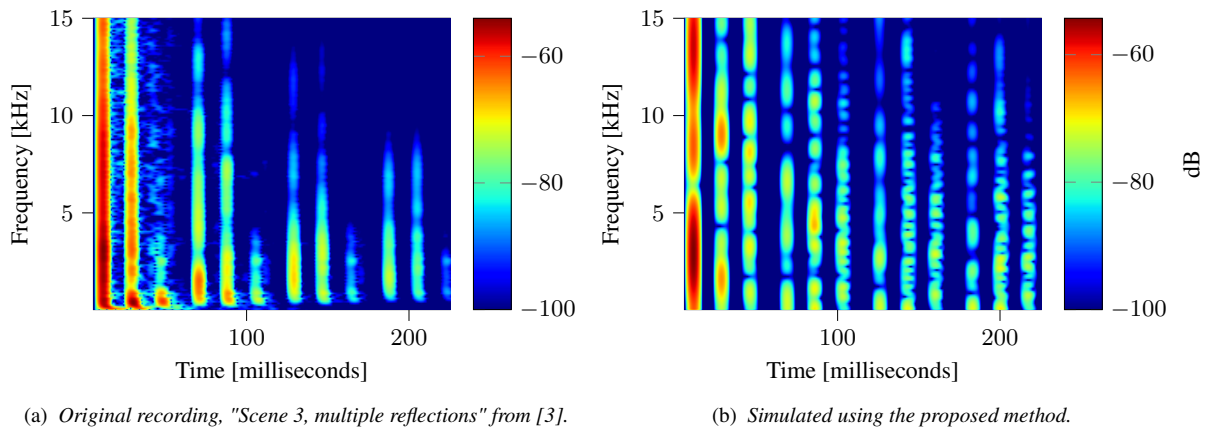 15
10
5
Frequency [kHz]
100
200
Time [milliseconds]
−60
−80
−100
(a) Original recording, "Scene 3, multiple reflections" from [3].
15
10
5
Frequency [kHz]
100
200
Time [milliseconds]
−60
−80
−100
dB
(b) Simulated using the proposed method.